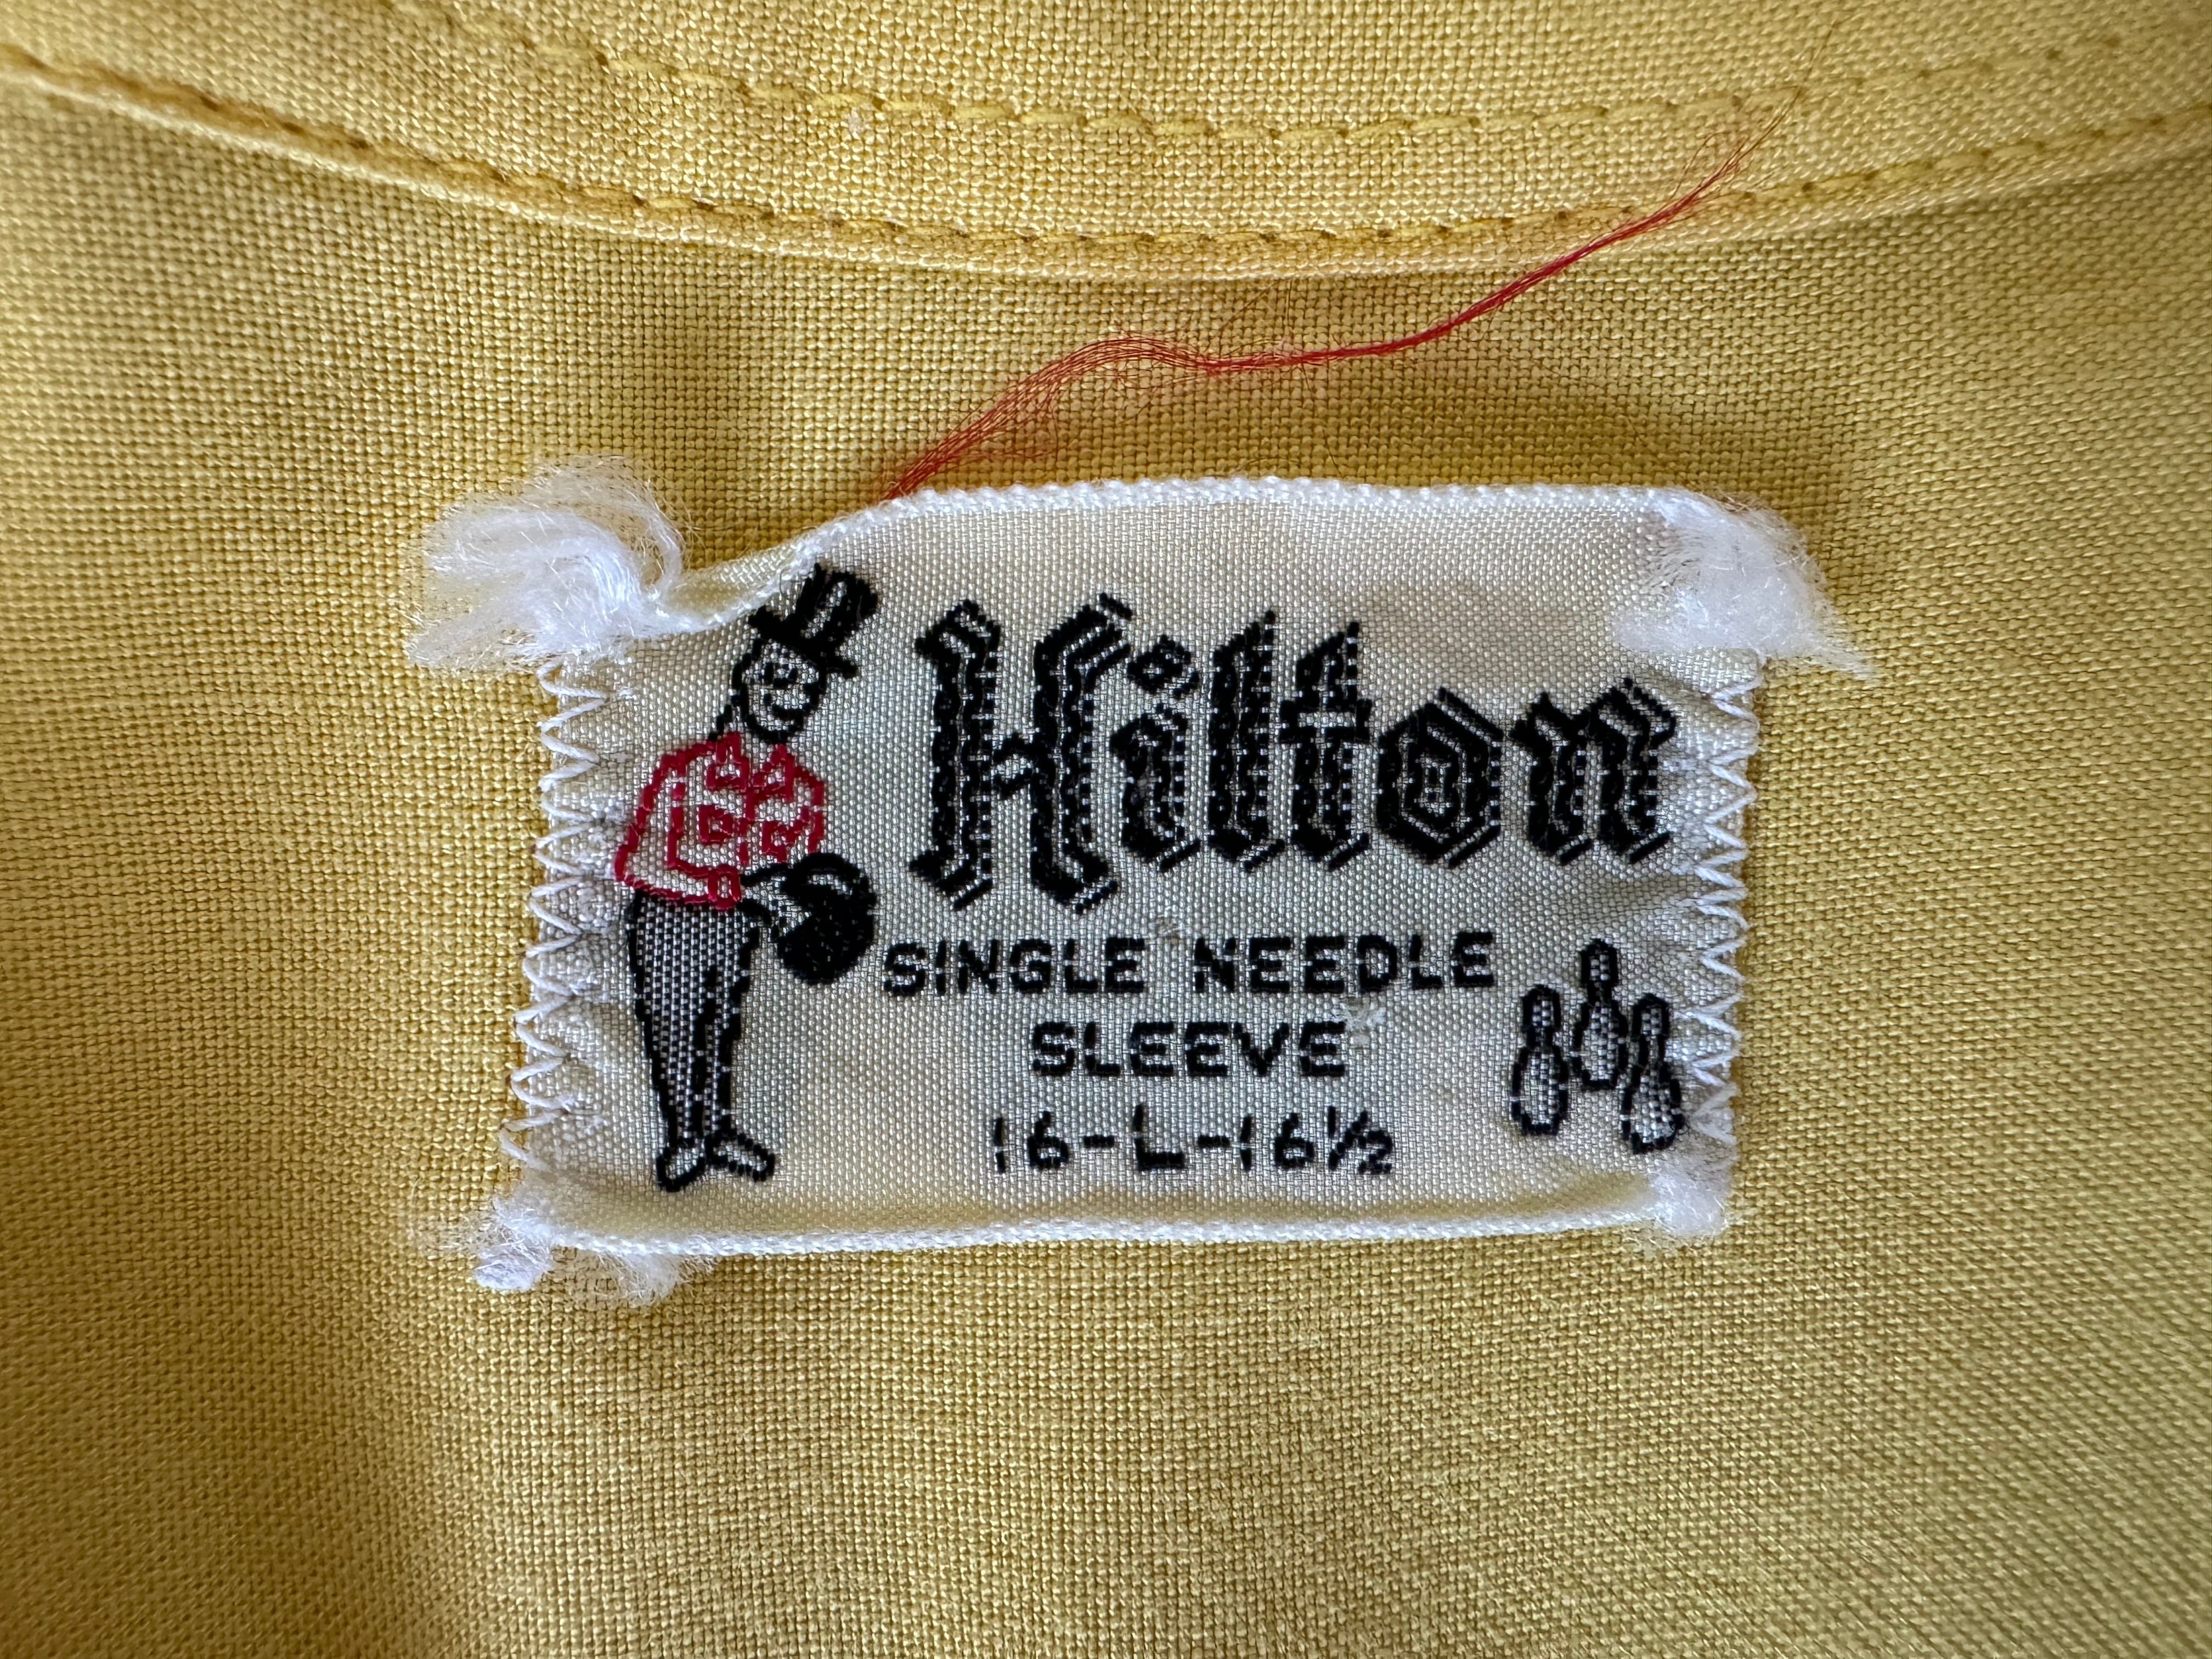 Hilton
SINGLE NEEDLE
SLEEVE
16-L-16½